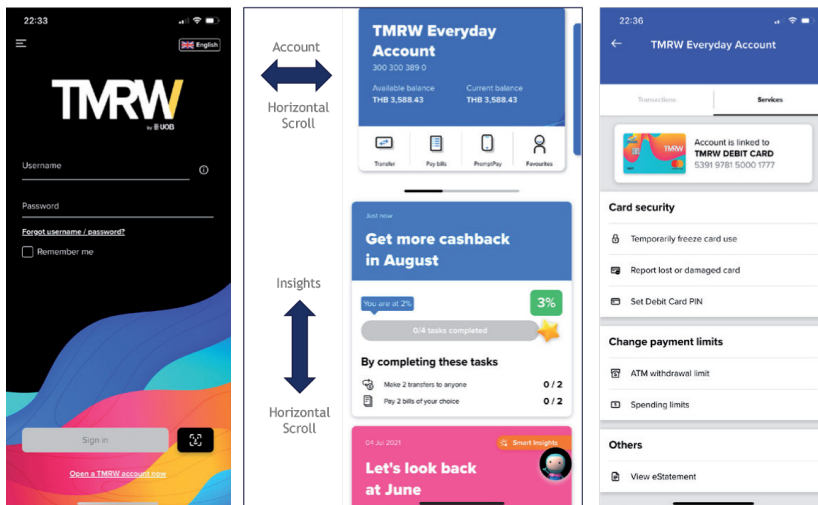 22:33
English
TMRW
by UOB
Username
Password
Forgot username / password?
Remember me
Sign in
Open a TMRW account now
Account
Horizontal
Scroll
Insights
Horizontal
Scroll
TMRW Everyday
Account
300 300 389 0
Available balance
Current balance
THB 3,588.43
THB 3,588.43
Transfer
Pay bills
PromptPay
Favourites
Just now
Get more cashback
in August
You are at 2%
3%
0/4 tasks completed
By completing these tasks
Make 2 transfers to anyone
0 / 2
Pay 2 bills of your choice
0 / 2
04 Jul 2021
Smart Insights
Let's look back
at June
22:36
TMRW Everyday Account
Transactions
Services
TMRW
Account is linked to
TMRW DEBIT CARD
5391 9781 5000 1777
Card security
Temporarily freeze card use
Report lost or damaged card
Set Debit Card PIN
Change payment limits
ATM withdrawal limit
Spending limits
Others
View eStatement